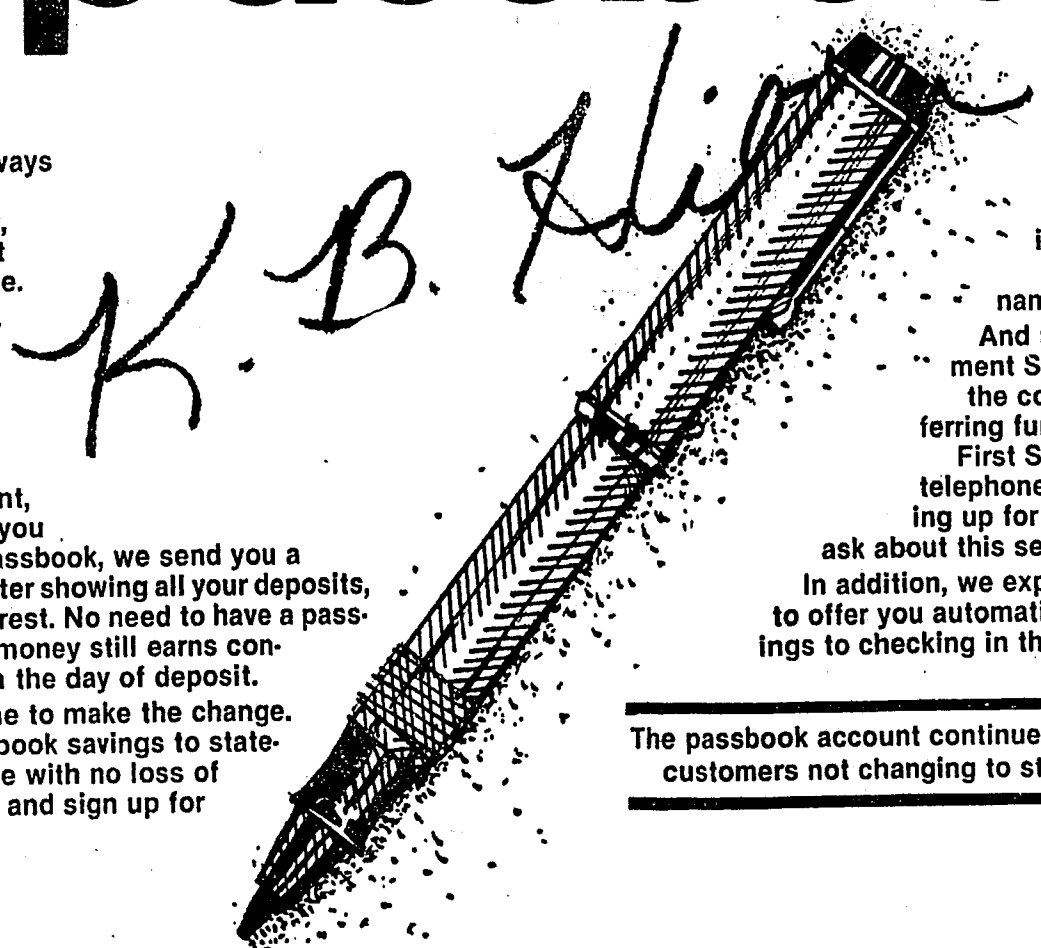 K. B. Hil
ways
,
t
e.
nt,
you
assbook, we send you a
ter showing all your deposits,
rest. No need to have a pass-
money still earns con-
n the day of deposit.
ne to make the change.
book savings to state-
e with no loss of
and sign up for
i
nam
And s
ment S
the co
ferring fu
First S
telephone
ing up for
ask about this se
In addition, we exp
to offer you automati
ings to checking in th
The passbook account continue
customers not changing to st